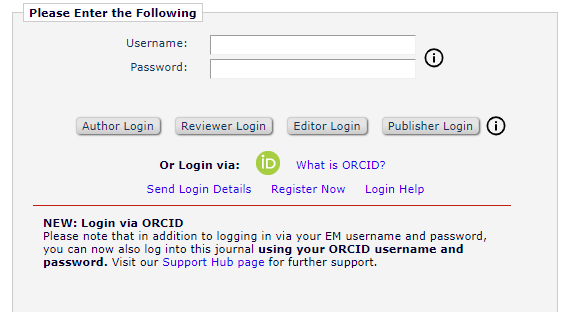 Please Enter the Following
Username:
Password:
Author Login Reviewer Login Editor Login Publisher Login
Or Login via: iD What is ORCID?
Send Login Details Register Now Login Help
NEW: Login via ORCID
Please note that in addition to logging in via your EM username and password,
you can now also log into this journal using your ORCID username and
password. Visit our Support Hub page for further support.